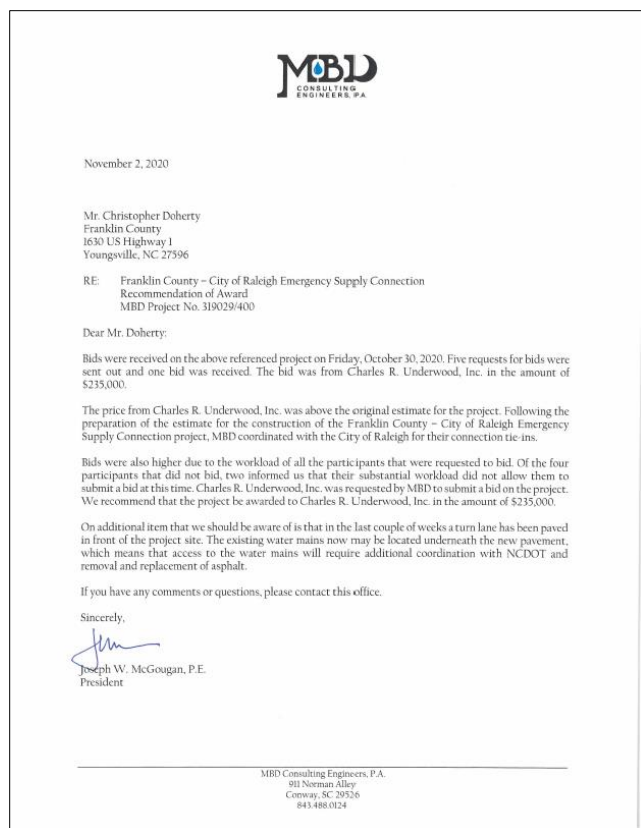 MBD
CONSULTING
ENGINEERS, P.A.
November 2, 2020
Mr. Christopher Doherty
Franklin County
1630 US Highway 1
Youngsville, NC 27596
RE: Franklin County – City of Raleigh Emergency Supply Connection
Recommendation of Award
MBD Project No. 319029/400
Dear Mr. Doherty:
Bids were received on the above referenced project on Friday, October 30, 2020. Five requests for bids were
sent out and one bid was received. The bid was from Charles R. Underwood, Inc. in the amount of
$235,000.
The price from Charles R. Underwood, Inc. was above the original estimate for the project. Following the
preparation of the estimate for the construction of the Franklin County – City of Raleigh Emergency
Supply Connection project, MBD coordinated with the City of Raleigh for their connection tie-ins.
Bids were also higher due to the workload of all the participants that were requested to bid. Of the four
participants that did not bid, two informed us that their substantial workload did not allow them to
submit a bid at this time. Charles R. Underwood, Inc. was requested by MBD to submit a bid on the project.
We recommend that the project be awarded to Charles R. Underwood, Inc. in the amount of $235,000.
On additional item that we should be aware of is that in the last couple of weeks a turn lane has been paved
in front of the project site. The existing water mains now may be located underneath the new pavement,
which means that access to the water mains will require additional coordination with NCDOT and
removal and replacement of asphalt.
If you have any comments or questions, please contact this office.
Sincerely,
Joseph W. McGougan, P.E.
President
MBD Consulting Engineers, P.A.
911 Norman Alley
Conway, SC 29526
843.488.0124